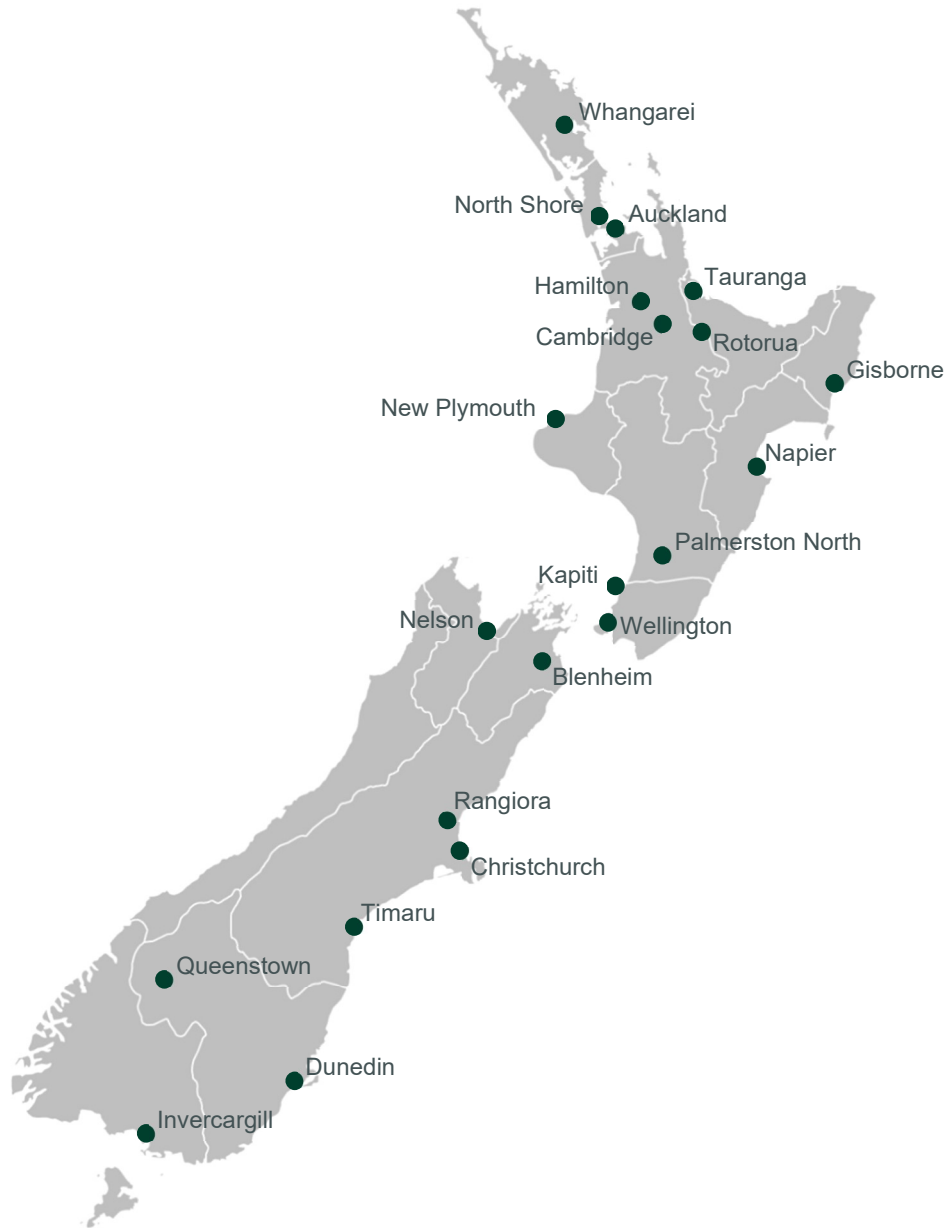 Whangarei
North Shore
Auckland
Tauranga
Hamilton
Cambridge
Rotorua
Gisborne
New Plymouth
Napier
Palmerston North
Kapiti
Nelson
Wellington
Blenheim
Rangiora
Christchurch
Timaru
Queenstown
Dunedin
Invercargill